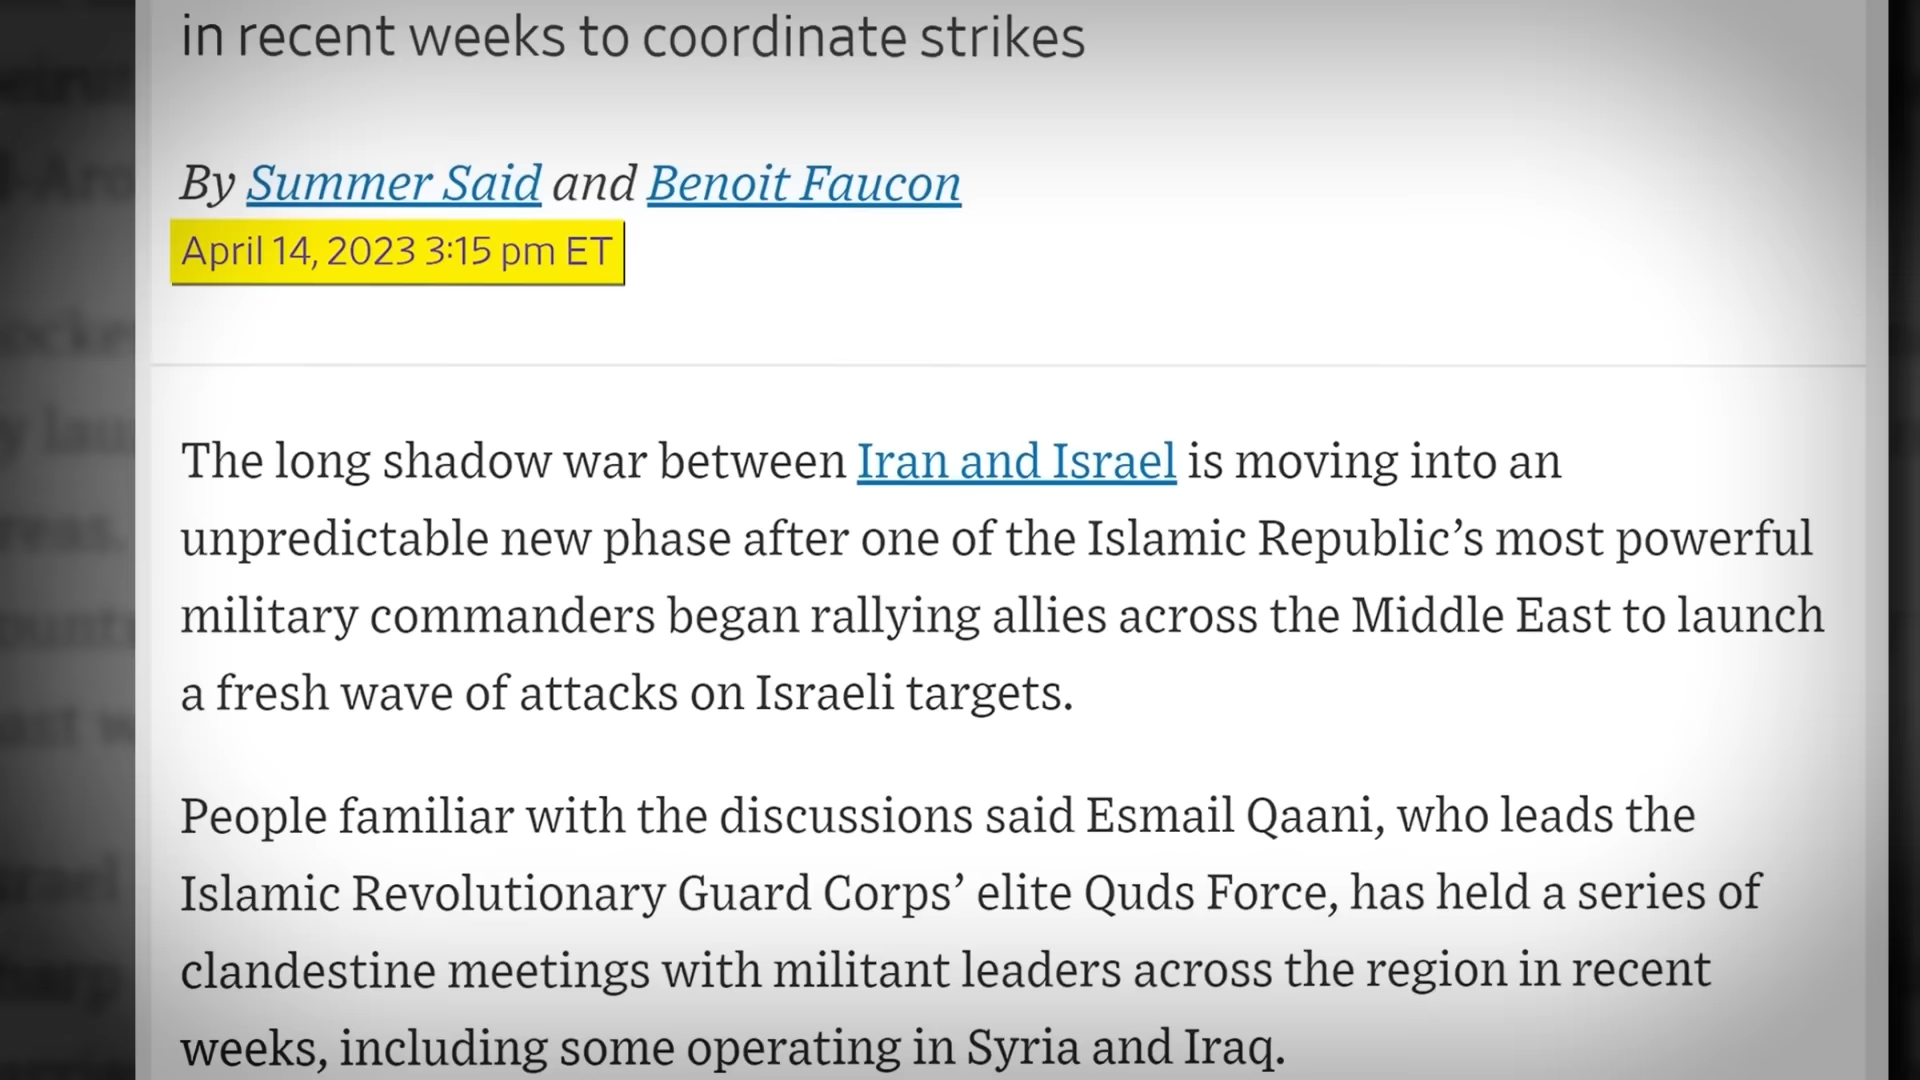 in recent weeks to coordinate strikes
By Summer Said and Benoit Faucon
April 14, 2023 3:15 pm ET
The long shadow war between Iran and Israel is moving into an
unpredictable new phase after one of the Islamic Republic’s most powerful
military commanders began rallying allies across the Middle East to launch
a fresh wave of attacks on Israeli targets.
People familiar with the discussions said Esmail Qaani, who leads the
Islamic Revolutionary Guard Corps’ elite Quds Force, has held a series of
clandestine meetings with militant leaders across the region in recent
weeks, including some operating in Syria and Iraq.